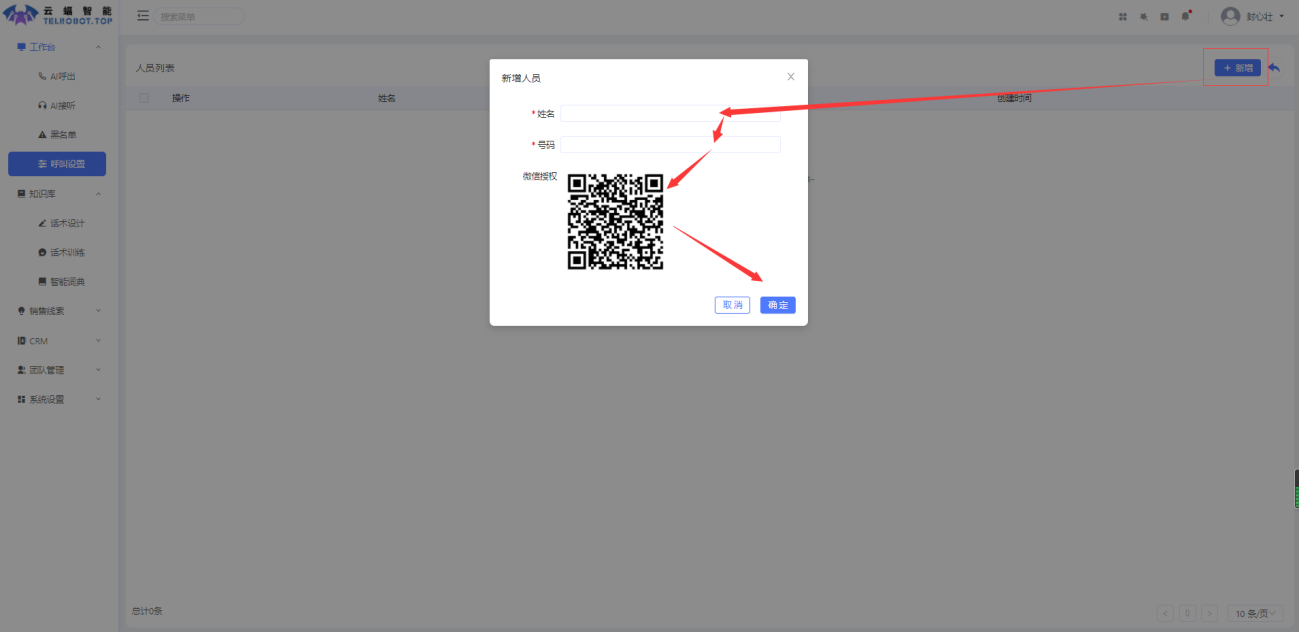 云蝠智能
TELROBOT.TOP
搜索菜单
封心壮
工作台
AI呼出
AI接听
黑名单
呼叫设置
知识库
话术设计
话术训练
智能词典
销售线索
CRM
团队管理
系统设置
人员列表
+ 新增
操作 姓名 创建时间
新增人员
* 姓名
* 号码
微信授权
取消 确定
总计0条
< 0 > 10 条/页